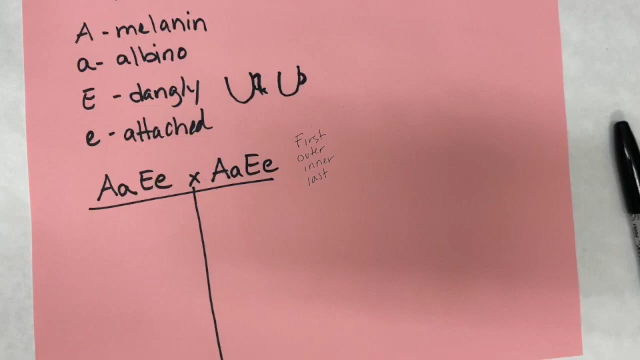 A - melanin
a - albino
E - dangly
e - attached
AaEe x AaEe
First
outer
inner
last